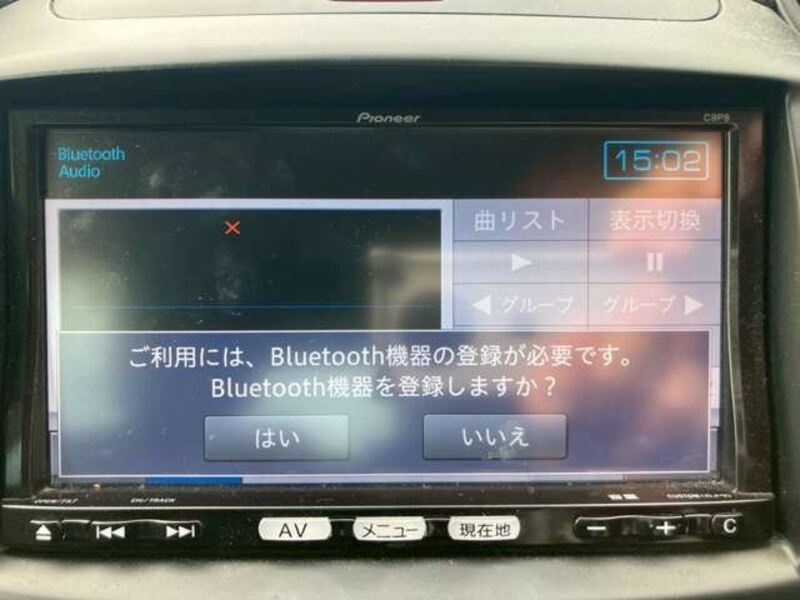 Pioneer
C9P8
Bluetooth
Audio
15:02
曲リスト
表示切換
グループ
グループ
ご利用には、Bluetooth機器の登録が必要です。
Bluetooth機器を登録しますか？
はい
いいえ
CH/TRACK
AV
メニュー
現在地
C